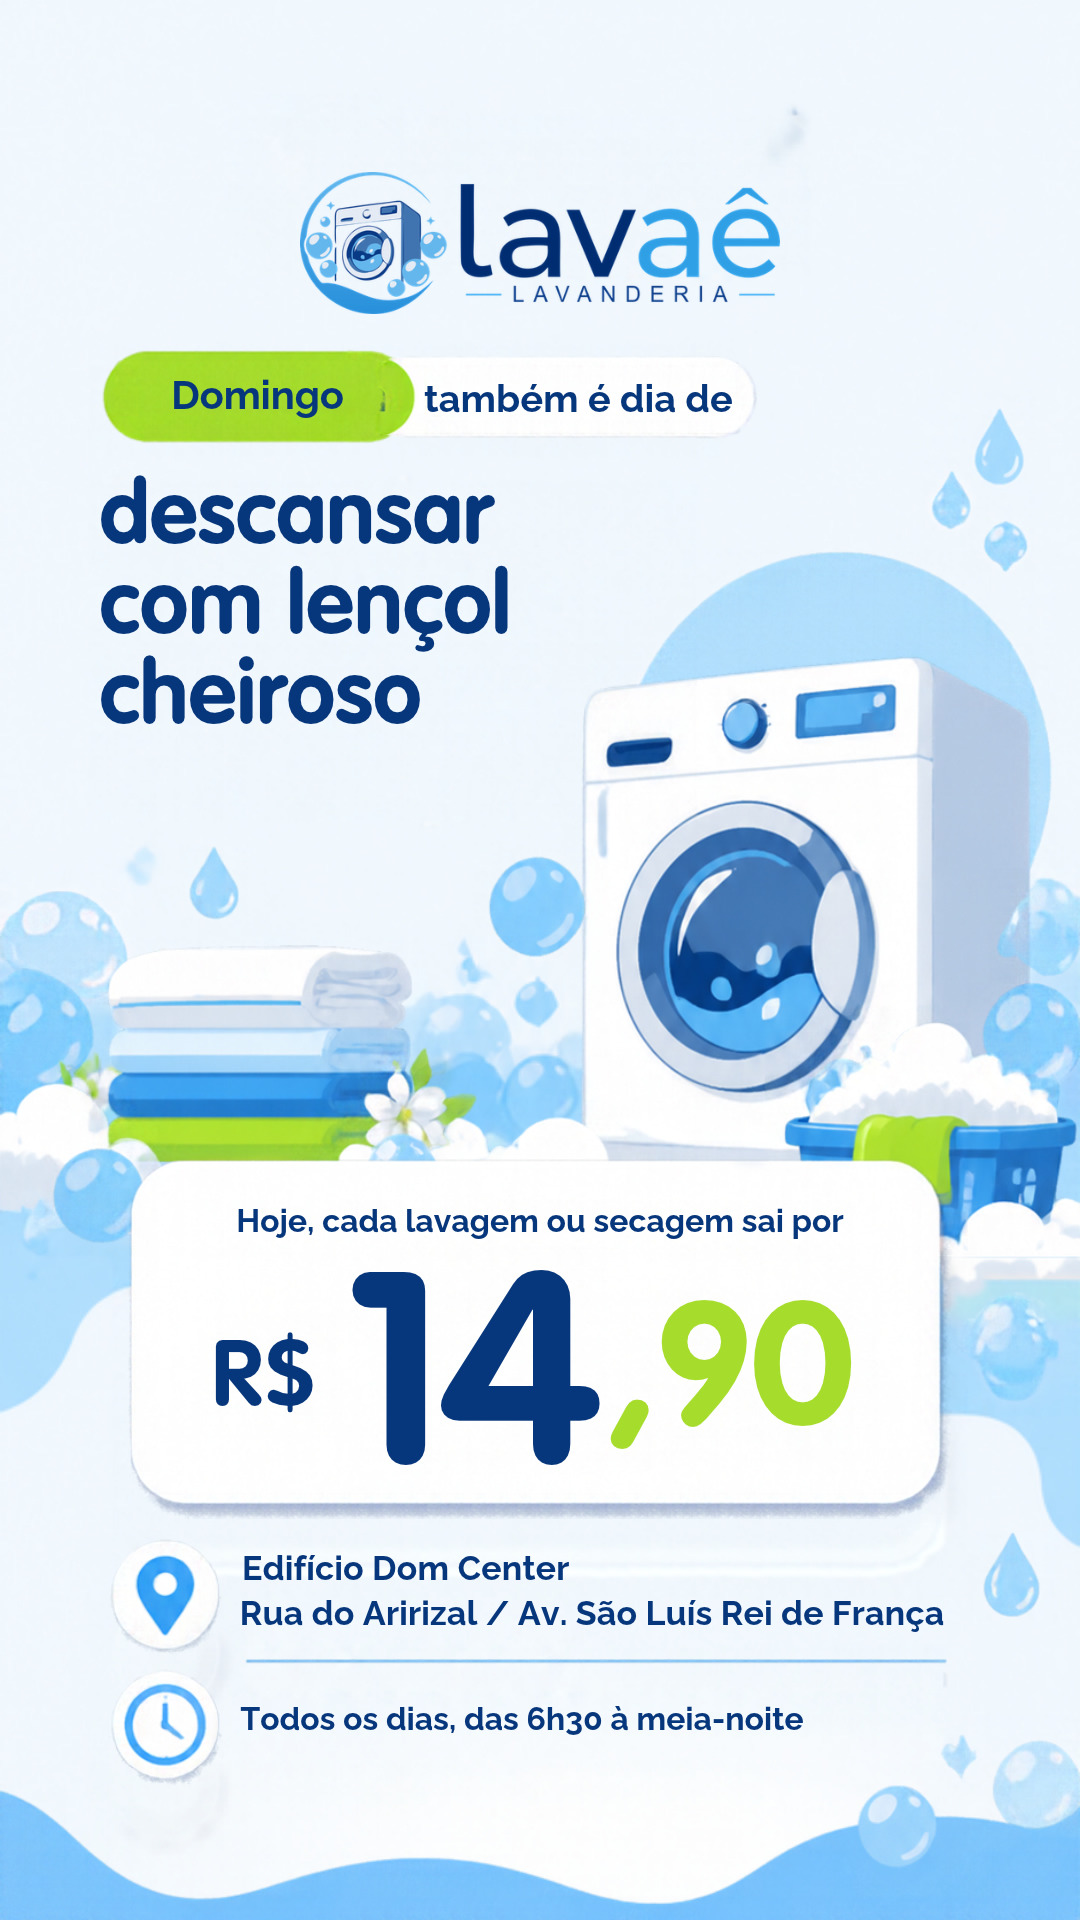 lavaê
LAVANDERIA
Domingo também é dia de
descansar
com lençol
cheiroso
Hoje, cada lavagem ou secagem sai por
R$ 14,90
Edifício Dom Center
Rua do Aririzal / Av. São Luís Rei de França
Todos os dias, das 6h30 à meia-noite